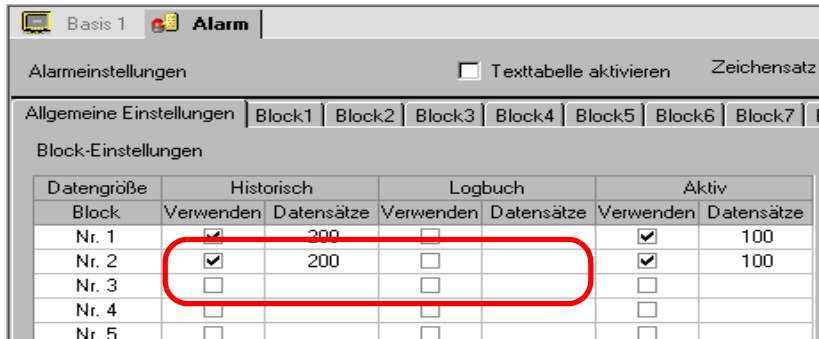 Basis 1 Alarm
Alarmeinstellungen Texttabelle aktivieren Zeichensatz
Allgemeine Einstellungen Block1 Block2 Block3 Block4 Block5 Block6 Block7
Block-Einstellungen
Datengröße Historisch Logbuch Aktiv
Block Verwenden Datensätze Verwenden Datensätze Verwenden Datensätze
Nr. 1 200 100
Nr. 2 200 100
Nr. 3
Nr. 4
Nr. 5